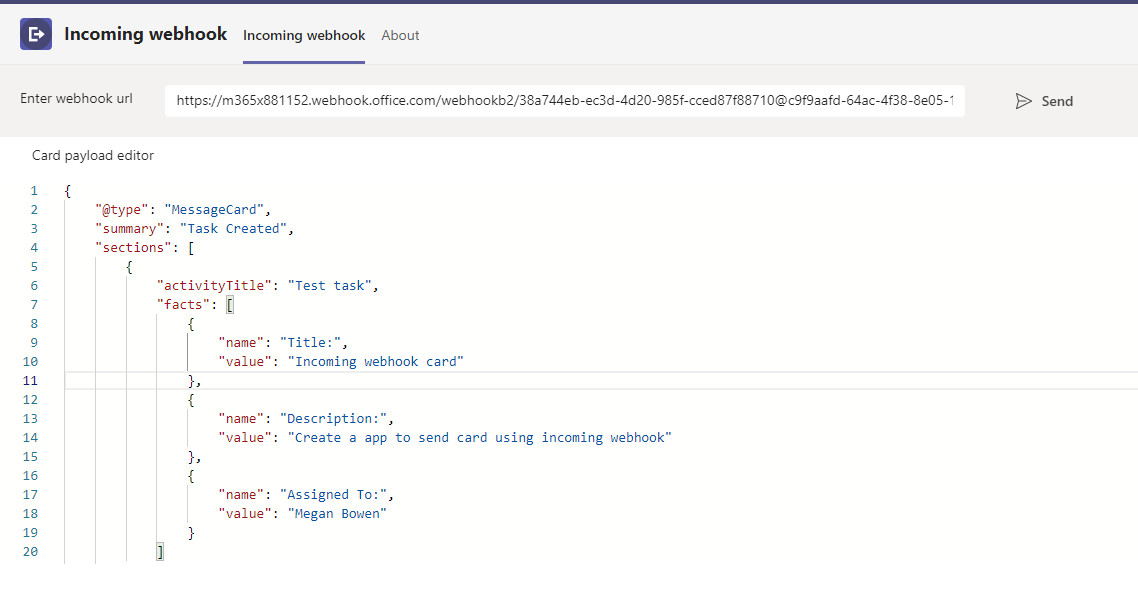 Incoming webhook Incoming webhook About
Enter webhook url https://m365x881152.webhook.office.com/webhookb2/38a744eb-ec3d-4d20-985f-cced87f88710@c9f9aafd-64ac-4f38-8e05-1 Send
Card payload editor
1 {
2 "@type": "MessageCard",
3 "summary": "Task Created",
4 "sections": [
5 {
6 "activityTitle": "Test task",
7 "facts": [
8 {
9 "name": "Title:",
10 "value": "Incoming webhook card"
11 },
12 {
13 "name": "Description:",
14 "value": "Create a app to send card using incoming webhook"
15 },
16 {
17 "name": "Assigned To:",
18 "value": "Megan Bowen"
19 }
20 ]